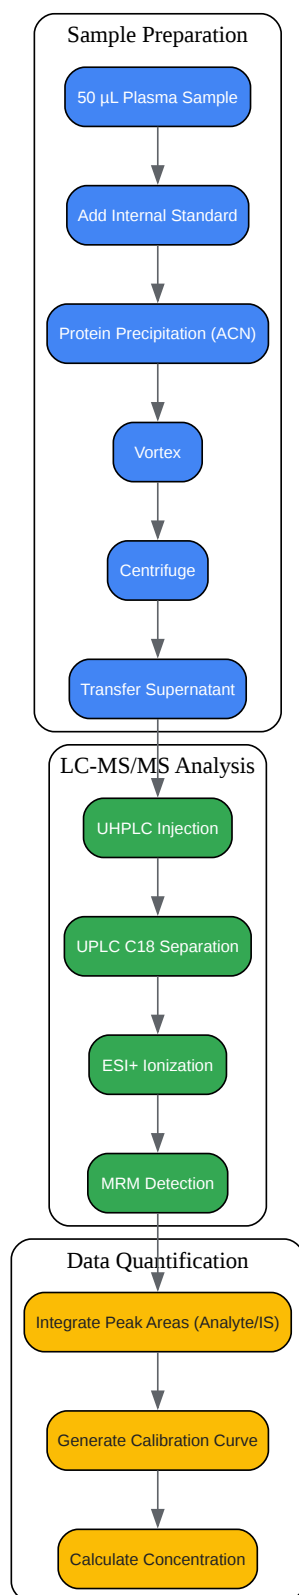 Sample Preparation
50 µL Plasma Sample
Add Internal Standard
Protein Precipitation (ACN)
Vortex
Centrifuge
Transfer Supernatant
LC-MS/MS Analysis
UHPLC Injection
UPLC C18 Separation
ESI+ Ionization
MRM Detection
Data Quantification
Integrate Peak Areas (Analyte/IS)
Generate Calibration Curve
Calculate Concentration